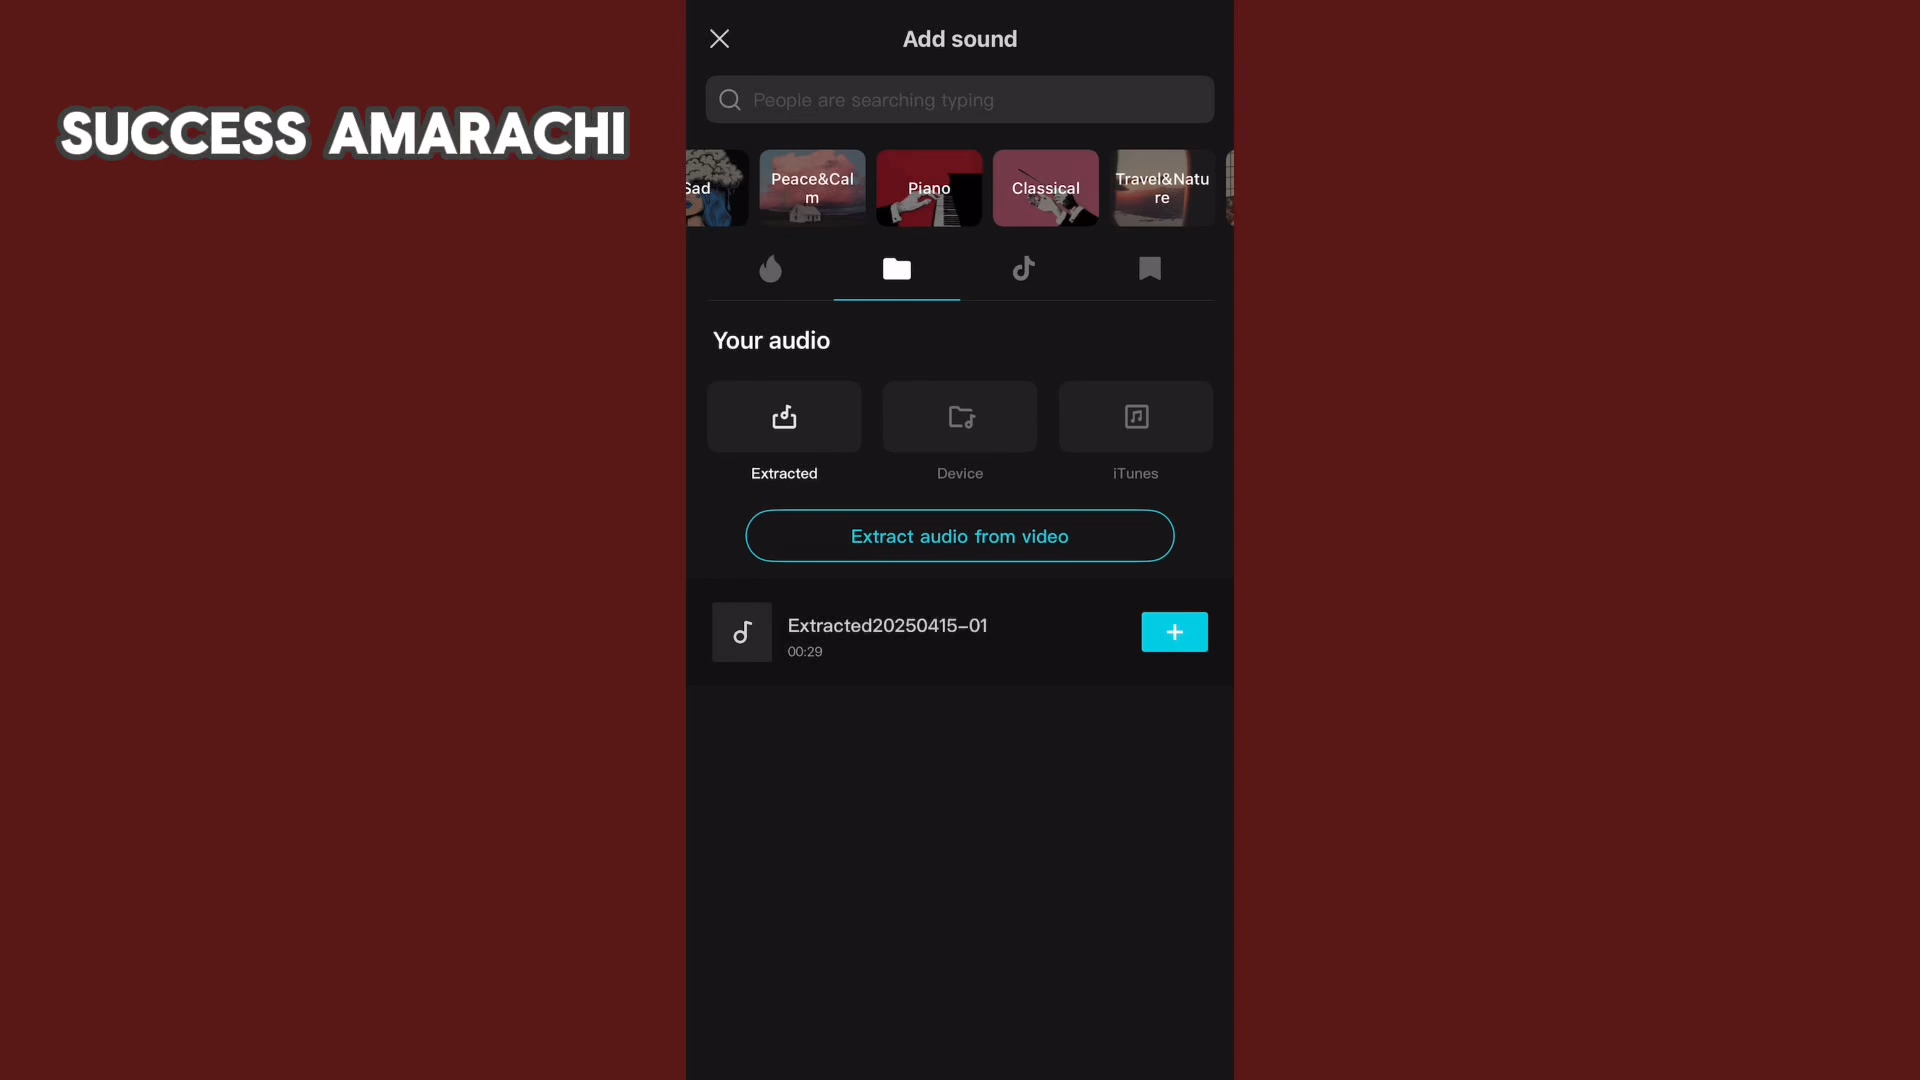 Add sound
SUCCESS AMARACHI
People are searching typing
Sad
Peace&Cal
m
Piano
Classical
Travel&Natu
re
Your audio
Extracted
Device
iTunes
Extract audio from video
Extracted20250415-01
00:29